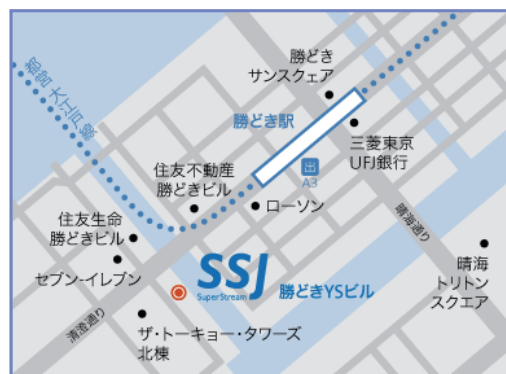 勝どき
サンスクェア
都営大江戸線
勝どき駅
三菱東京
UFJ銀行
出
A3
住友不動産
勝どきビル
ローソン
住友生命
勝どきビル
晴海通り
セブン-イレブン
SSJ
SuperStream
勝どきYSビル
晴海
トリトン
スクエア
清澄通り
ザ・トーキョー・タワーズ
北棟